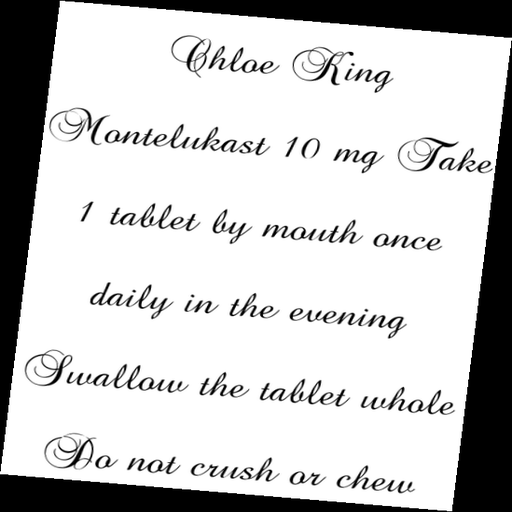 Chloe King
Montelukast 10 mg Take
1 tablet by mouth once
daily in the evening
Swallow the tablet whole
Do not crush or chew